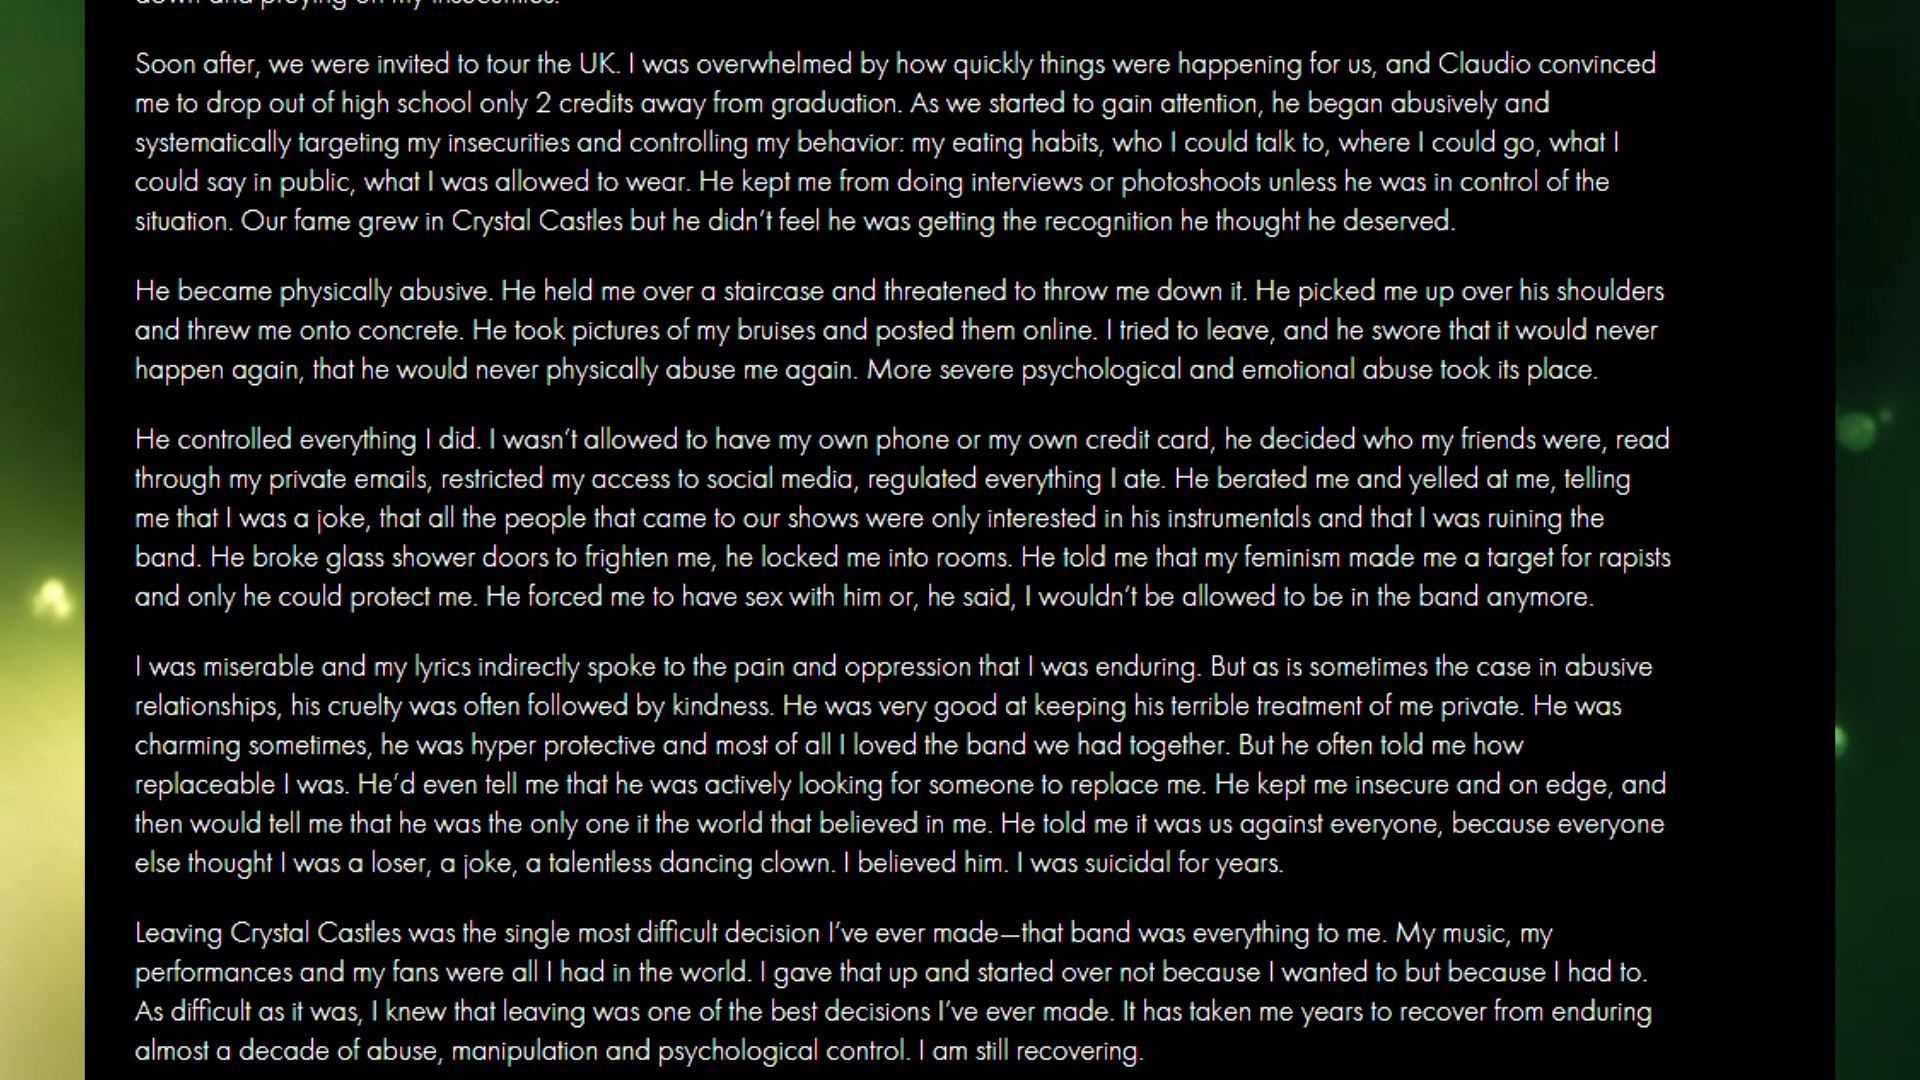 down and preying on my insecurities.
Soon after, we were invited to tour the UK. I was overwhelmed by how quickly things were happening for us, and Claudio convinced
me to drop out of high school only 2 credits away from graduation. As we started to gain attention, he began abusively and
systematically targeting my insecurities and controlling my behavior: my eating habits, who I could talk to, where I could go, what I
could say in public, what I was allowed to wear. He kept me from doing interviews or photoshoots unless he was in control of the
situation. Our fame grew in Crystal Castles but he didn’t feel he was getting the recognition he thought he deserved.
He became physically abusive. He held me over a staircase and threatened to throw me down it. He picked me up over his shoulders
and threw me onto concrete. He took pictures of my bruises and posted them online. I tried to leave, and he swore that it would never
happen again, that he would never physically abuse me again. More severe psychological and emotional abuse took its place.
He controlled everything I did. I wasn’t allowed to have my own phone or my own credit card, he decided who my friends were, read
through my private emails, restricted my access to social media, regulated everything I ate. He berated me and yelled at me, telling
me that I was a joke, that all the people that came to our shows were only interested in his instrumentals and that I was ruining the
band. He broke glass shower doors to frighten me, he locked me into rooms. He told me that my feminism made me a target for rapists
and only he could protect me. He forced me to have sex with him or, he said, I wouldn’t be allowed to be in the band anymore.
I was miserable and my lyrics indirectly spoke to the pain and oppression that I was enduring. But as is sometimes the case in abusive
relationships, his cruelty was often followed by kindness. He was very good at keeping his terrible treatment of me private. He was
charming sometimes, he was hyper protective and most of all I loved the band we had together. But he often told me how
replaceable I was. He’d even tell me that he was actively looking for someone to replace me. He kept me insecure and on edge, and
then would tell me that he was the only one it the world that believed in me. He told me it was us against everyone, because everyone
else thought I was a loser, a joke, a talentless dancing clown. I believed him. I was suicidal for years.
Leaving Crystal Castles was the single most difficult decision I’ve ever made—that band was everything to me. My music, my
performances and my fans were all I had in the world. I gave that up and started over not because I wanted to but because I had to.
As difficult as it was, I knew that leaving was one of the best decisions I’ve ever made. It has taken me years to recover from enduring
almost a decade of abuse, manipulation and psychological control. I am still recovering.